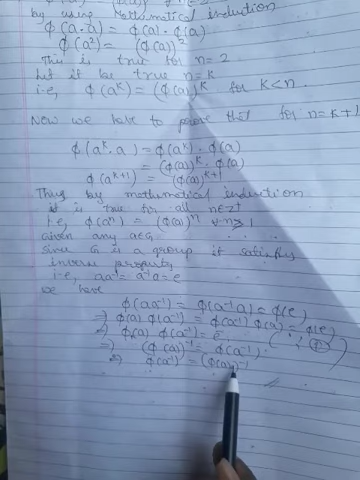 by using Mathematical induction
ϕ(a.a) = ϕ(a) . ϕ(a)
ϕ(a²) = (ϕ(a))²
This is true for n=2
let it be true n=k
i.e, ϕ(aᵏ) = (ϕ(a))ᵏ for k<n.
Now we have to prove that for n=k+1
ϕ(aᵏ.a) = ϕ(aᵏ) . ϕ(a)
= (ϕ(a))ᵏ . ϕ(a)
ϕ(aᵏ⁺¹) = (ϕ(a))ᵏ⁺¹
Thus by mathematical induction
it is true for all n∈Z⁺
i.e, ϕ(aⁿ) = (ϕ(a))ⁿ ∀ n≥1
Given any a∈G
Since G is a group it satisfies
inverse property
i.e, aa⁻¹ = a⁻¹a = e
we have
ϕ(aa⁻¹) = ϕ(a⁻¹a) = ϕ(e)
⇒ ϕ(a) ϕ(a⁻¹) = ϕ(a⁻¹) ϕ(a) = ϕ(e)
⇒ ϕ(a) ϕ(a⁻¹) = e' (∵ ①)
⇒ (ϕ(a))⁻¹ = ϕ(a⁻¹)
⇒ ϕ(a⁻¹) = (ϕ(a))⁻¹